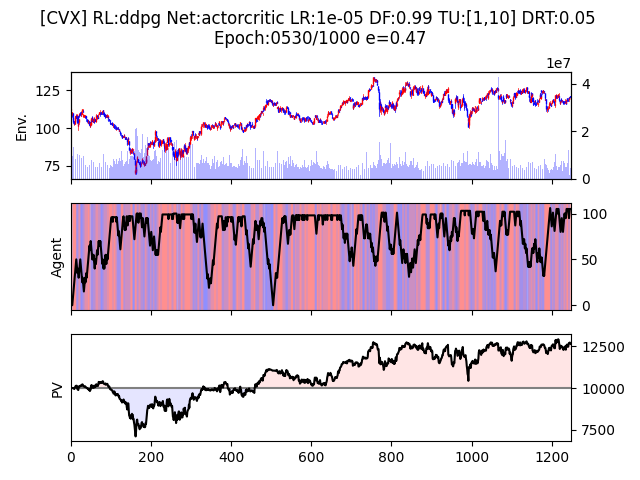 [CVX] RL:ddpg Net:actorcritic LR:1e-05 DF:0.99 TU:[1,10] DRT:0.05
Epoch:0530/1000 e=0.47
1e7
125
100
75
Env.
4
2
0
Agent
100
50
0
PV
12500
10000
7500
0 200 400 600 800 1000 1200